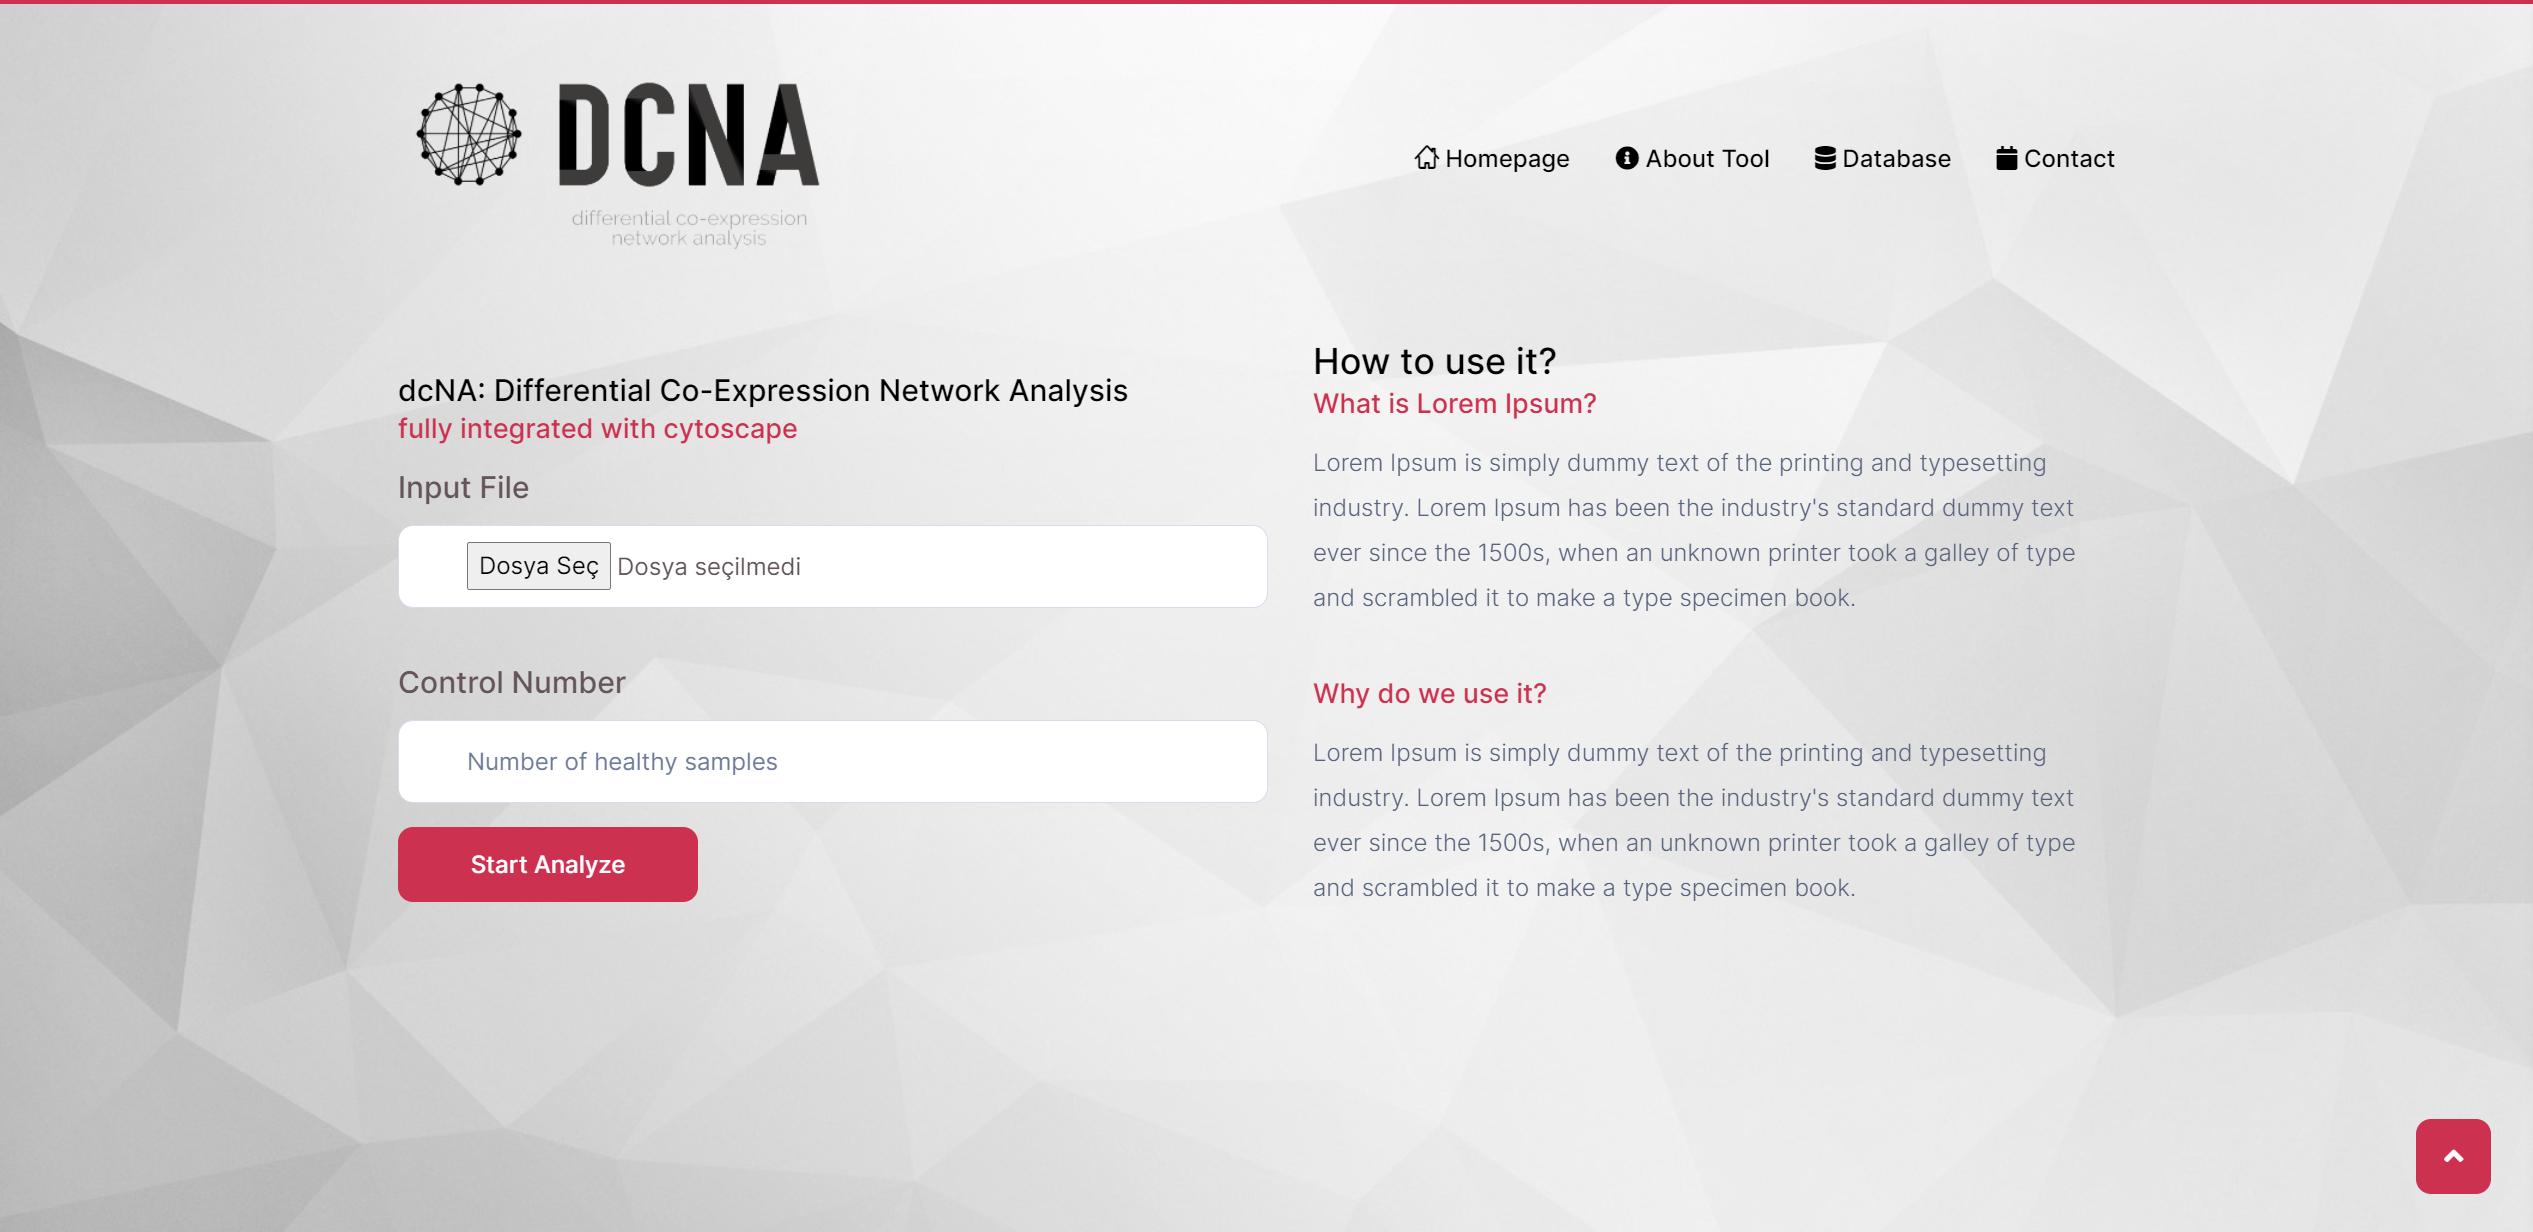 DCNA
differential co-expression
network analysis
Homepage
About Tool
Database
Contact
dcNA: Differential Co-Expression Network Analysis
fully integrated with cytoscape
Input File
Dosya Seç Dosya seçilmedi
Control Number
Number of healthy samples
Start Analyze
How to use it?
What is Lorem Ipsum?
Lorem Ipsum is simply dummy text of the printing and typesetting
industry. Lorem Ipsum has been the industry's standard dummy text
ever since the 1500s, when an unknown printer took a galley of type
and scrambled it to make a type specimen book.
Why do we use it?
Lorem Ipsum is simply dummy text of the printing and typesetting
industry. Lorem Ipsum has been the industry's standard dummy text
ever since the 1500s, when an unknown printer took a galley of type
and scrambled it to make a type specimen book.